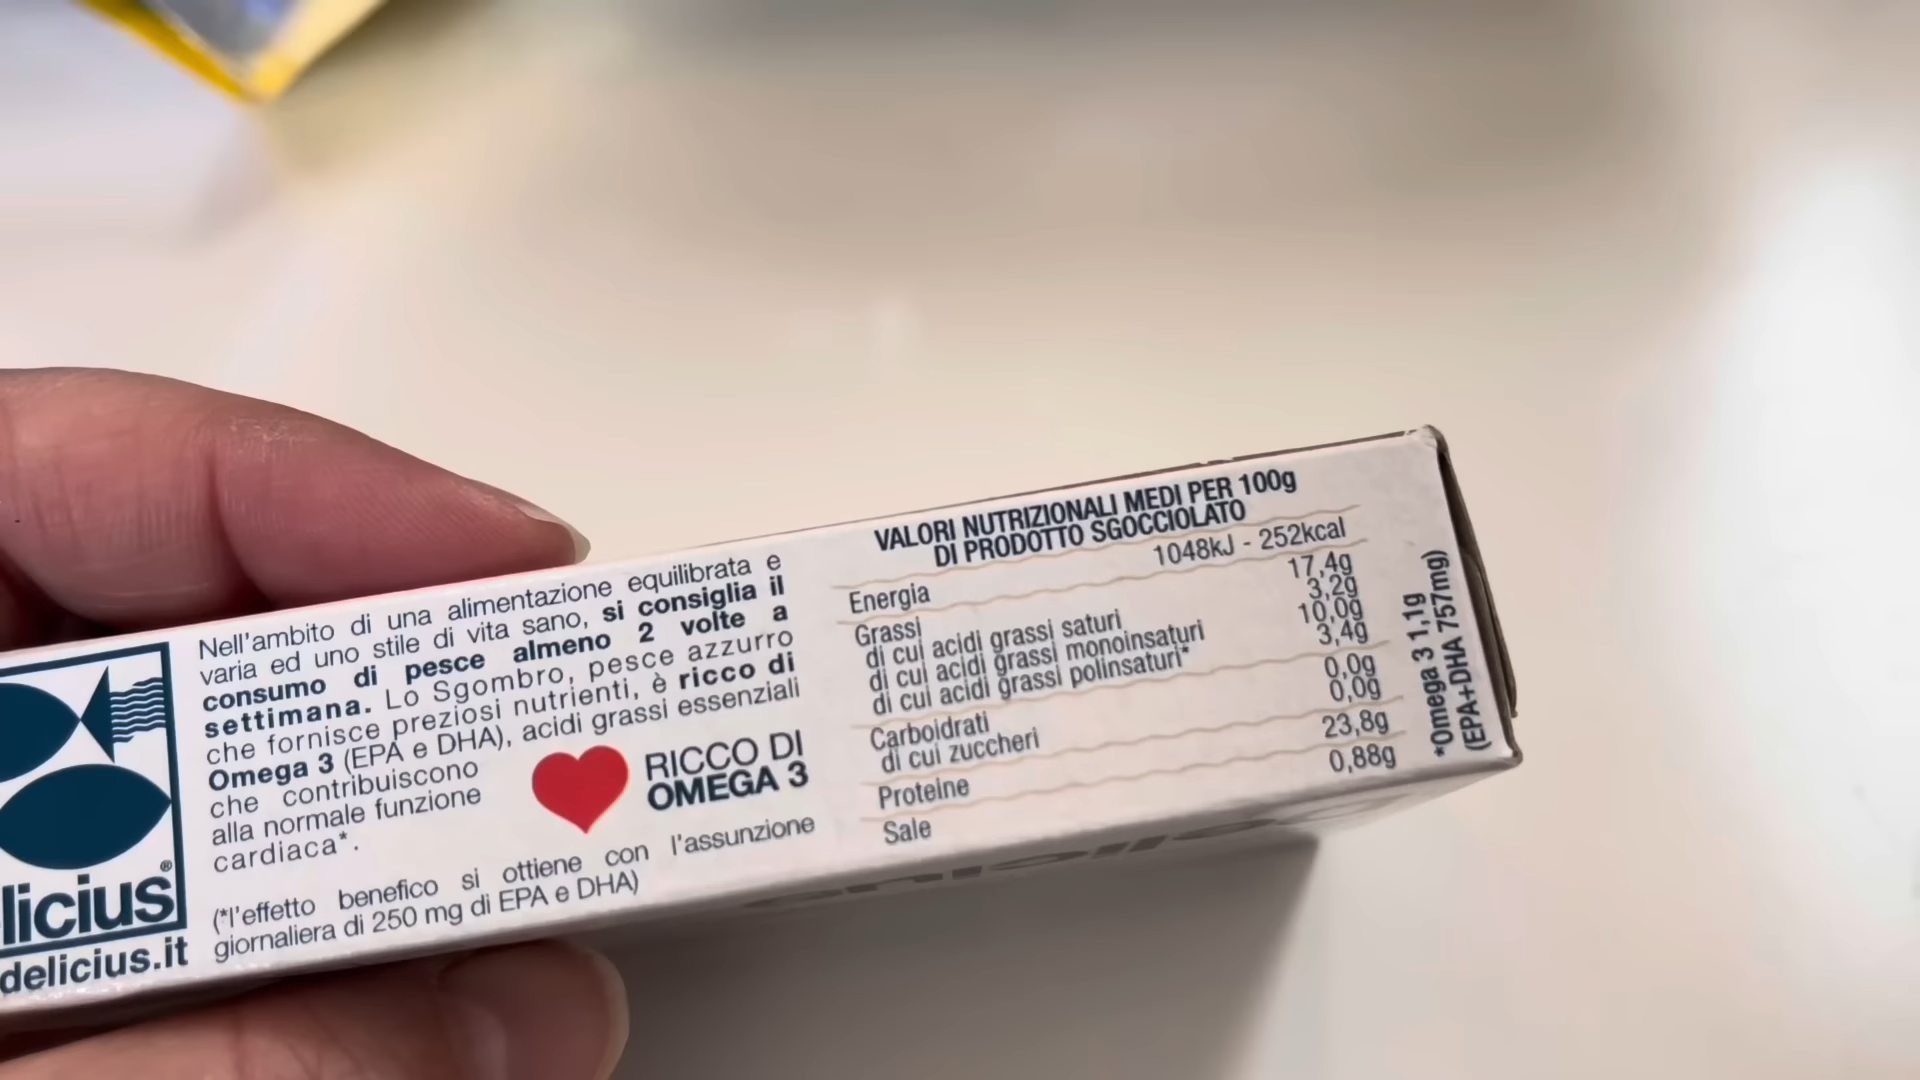 licius®
delicius.it
Nell'ambito di una alimentazione equilibrata e
varia ed uno stile di vita sano, si consiglia il
consumo di pesce almeno 2 volte a
settimana. Lo Sgombro, pesce azzurro
che fornisce preziosi nutrienti, è ricco di
Omega 3 (EPA e DHA), acidi grassi essenziali
che contribuiscono
alla normale funzione
cardiaca*.
RICCO DI
OMEGA 3
(*l'effetto benefico si ottiene con l'assunzione
giornaliera di 250 mg di EPA e DHA)
VALORI NUTRIZIONALI MEDI PER 100g
DI PRODOTTO SGOCCIOLATO
Energia 1048kJ - 252kcal
Grassi 17,4g
di cui acidi grassi saturi 3,2g
di cui acidi grassi monoinsaturi 10,0g
di cui acidi grassi polinsaturi* 3,4g
Carboidrati 0,0g
di cui zuccheri 0,0g
Proteine 23,8g
Sale 0,88g
*Omega 3 1,1g
(EPA+DHA 757mg)